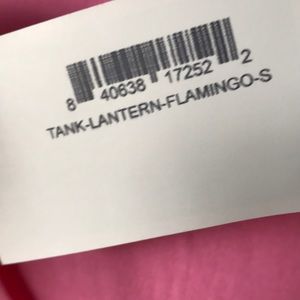 8 40638 17252 2
TANK-LANTERN-FLAMINGO-S